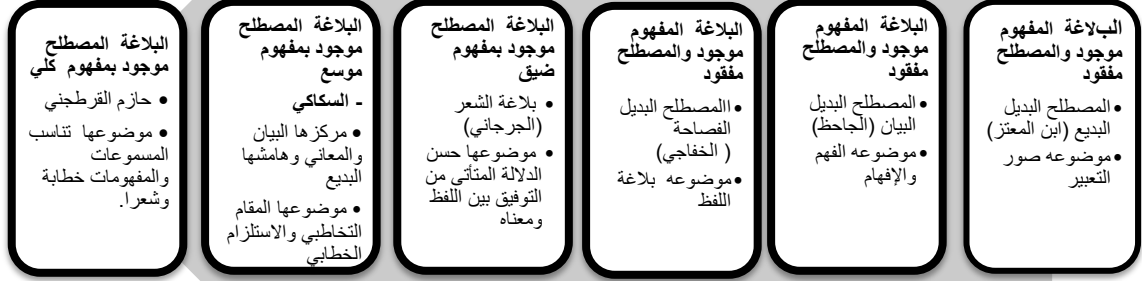 البلاغة المفهوم
موجود والمصطلح
مفقود
• المصطلح البديل
البديع (ابن المعتز)
• موضوعه صور
التعبير
البلاغة المفهوم
موجود والمصطلح
مفقود
• المصطلح البديل
البيان (الجاحظ)
• موضوعه الفهم
والإفهام
البلاغة المفهوم
موجود والمصطلح
مفقود
• االمصطلح البديل
الفصاحة
( الخفاجي)
• موضوعه بلاغة
اللفظ
البلاغة المصطلح
موجود بمفهوم
ضيق
• بلاغة الشعر
(الجرجاني)
• موضوعها حسن
الدلالة المتأتي من
التوفيق بين اللفظ
ومعناه
البلاغة المصطلح
موجود بمفهوم
موسع
- السكاكي
• مركزها البيان
والمعاني وهامشها
البديع
• موضوعها المقام
التخاطبي والاستلزام
الخطابي
البلاغة المصطلح
موجود بمفهوم كلي
• حازم القرطجني
• موضوعها تناسب
المسموعات
والمفهومات خطابة
وشعرا.